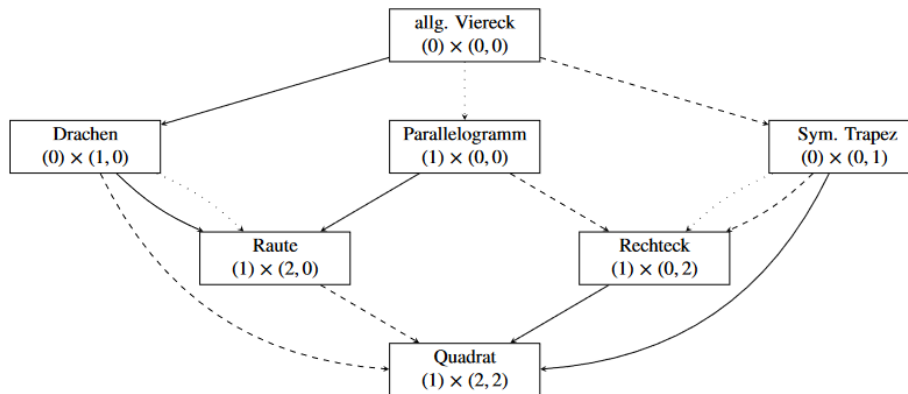 allg. Viereck
(0) × (0, 0)
Drachen
(0) × (1, 0)
Parallelogramm
(1) × (0, 0)
Sym. Trapez
(0) × (0, 1)
Raute
(1) × (2, 0)
Rechteck
(1) × (0, 2)
Quadrat
(1) × (2, 2)